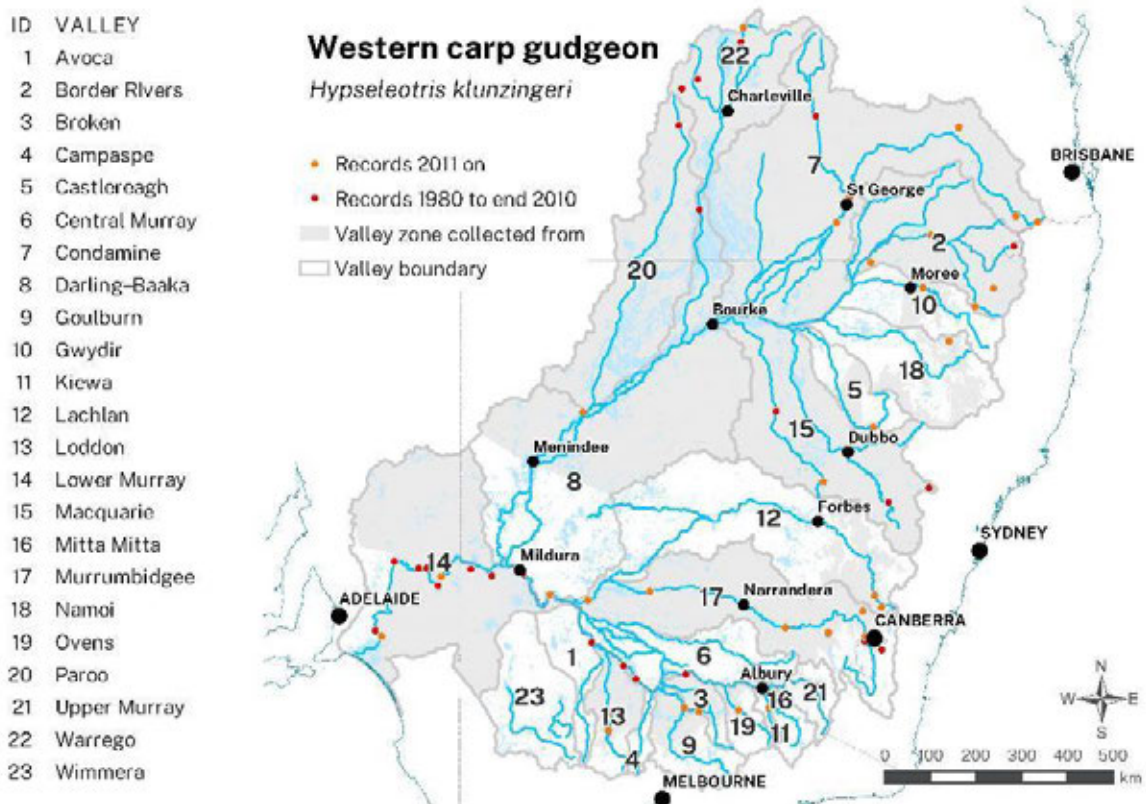 ID VALLEY
1 Avoca
2 Border RIvers
3 Broken
4 Campaspe
5 Castlereagh
6 Central Murray
7 Condamine
8 Darling–Baaka
9 Goulburn
10 Gwydir
11 Kiewa
12 Lachlan
13 Loddon
14 Lower Murray
15 Macquarie
16 Mitta Mitta
17 Murrumbidgee
18 Namoi
19 Ovens
20 Paroo
21 Upper Murray
22 Warrego
23 Wimmera
Western carp gudgeon
Hypseleotris klunzingeri
Records 2011 on
Records 1980 to end 2010
Valley zone collected from
Valley boundary
22
Charleville
BRISBANE
7
St George
2
20
Moree
10
Bourke
18
5
15
Dubbo
Menindee
8
Forbes
12
SYDNEY
14
Mildura
17
Narrandera
ADELAIDE
CANBERRA
1
6
Albury
23
3
16
21
13
19
11
9
4
MELBOURNE
N
W
E
S
0 100 200 300 400 500
km